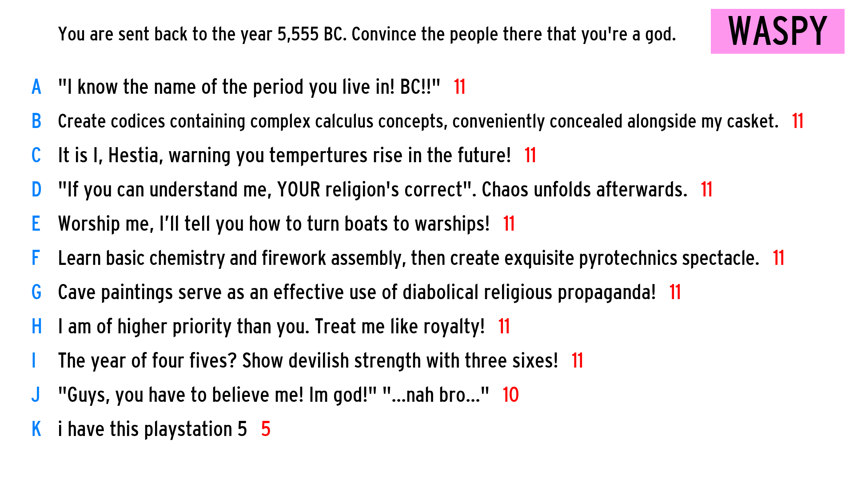 You are sent back to the year 5,555 BC. Convince the people there that you're a god.
WASPY
A "I know the name of the period you live in! BC!!" 11
B Create codices containing complex calculus concepts, conveniently concealed alongside my casket. 11
C It is I, Hestia, warning you tempertures rise in the future! 11
D "If you can understand me, YOUR religion's correct". Chaos unfolds afterwards. 11
E Worship me, I'll tell you how to turn boats to warships! 11
F Learn basic chemistry and firework assembly, then create exquisite pyrotechnics spectacle. 11
G Cave paintings serve as an effective use of diabolical religious propaganda! 11
H I am of higher priority than you. Treat me like royalty! 11
I The year of four fives? Show devilish strength with three sixes! 11
J "Guys, you have to believe me! Im god!" "...nah bro..." 10
K i have this playstation 5 5